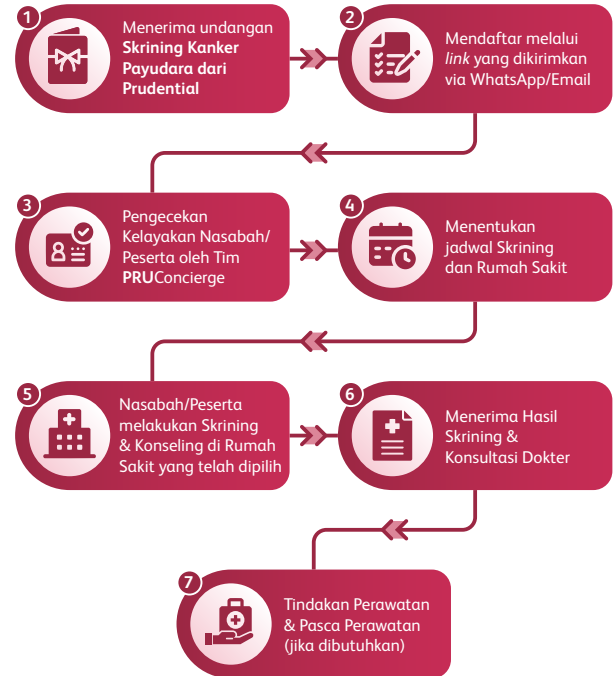 1
Menerima undangan
Skrining Kanker
Payudara dari
Prudential
2
Mendaftar melalui
link yang dikirimkan
via WhatsApp/Email
3
Pengecekan
Kelayakan Nasabah/
Peserta oleh Tim
PRUConcierge
4
Menentukan
jadwal Skrining
dan Rumah Sakit
5
Nasabah/Peserta
melakukan Skrining
& Konseling di Rumah
Sakit yang telah dipilih
6
Menerima Hasil
Skrining &
Konsultasi Dokter
7
Tindakan Perawatan
& Pasca Perawatan
(jika dibutuhkan)